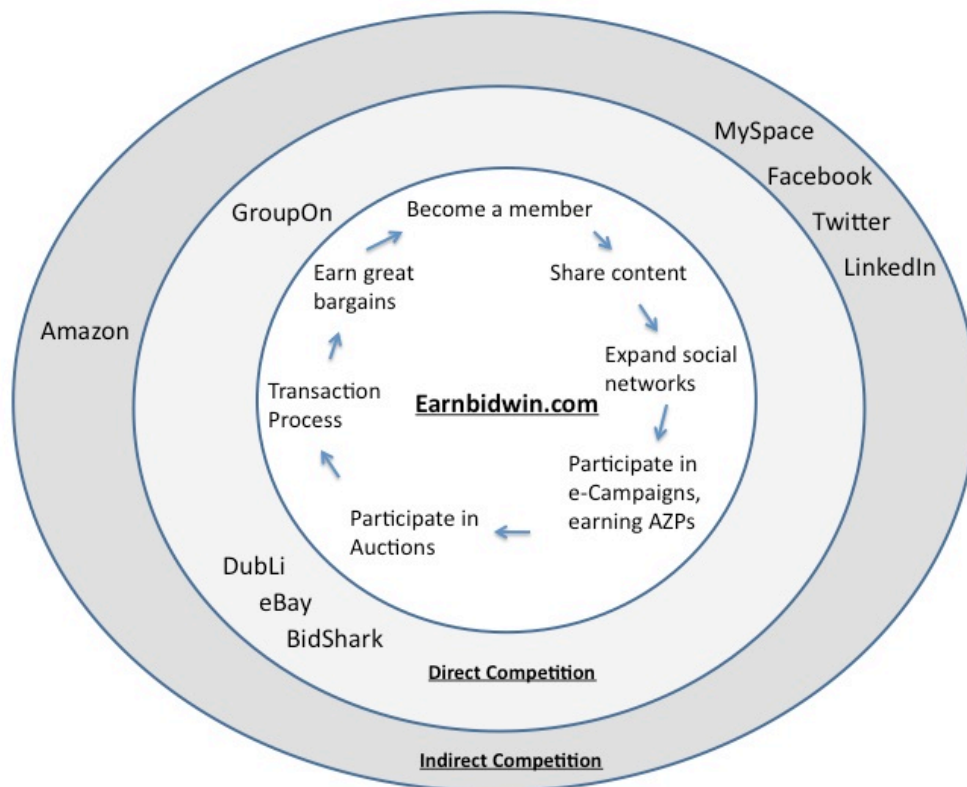 MySpace
Facebook
Twitter
LinkedIn
GroupOn
Amazon
Become a member
Share content
Expand social
networks
Participate in
e-Campaigns,
earning AZPs
Participate in
Auctions
Transaction
Process
Earn great
bargains
Earnbidwin.com
DubLi
eBay
BidShark
Direct Competition
Indirect Competition